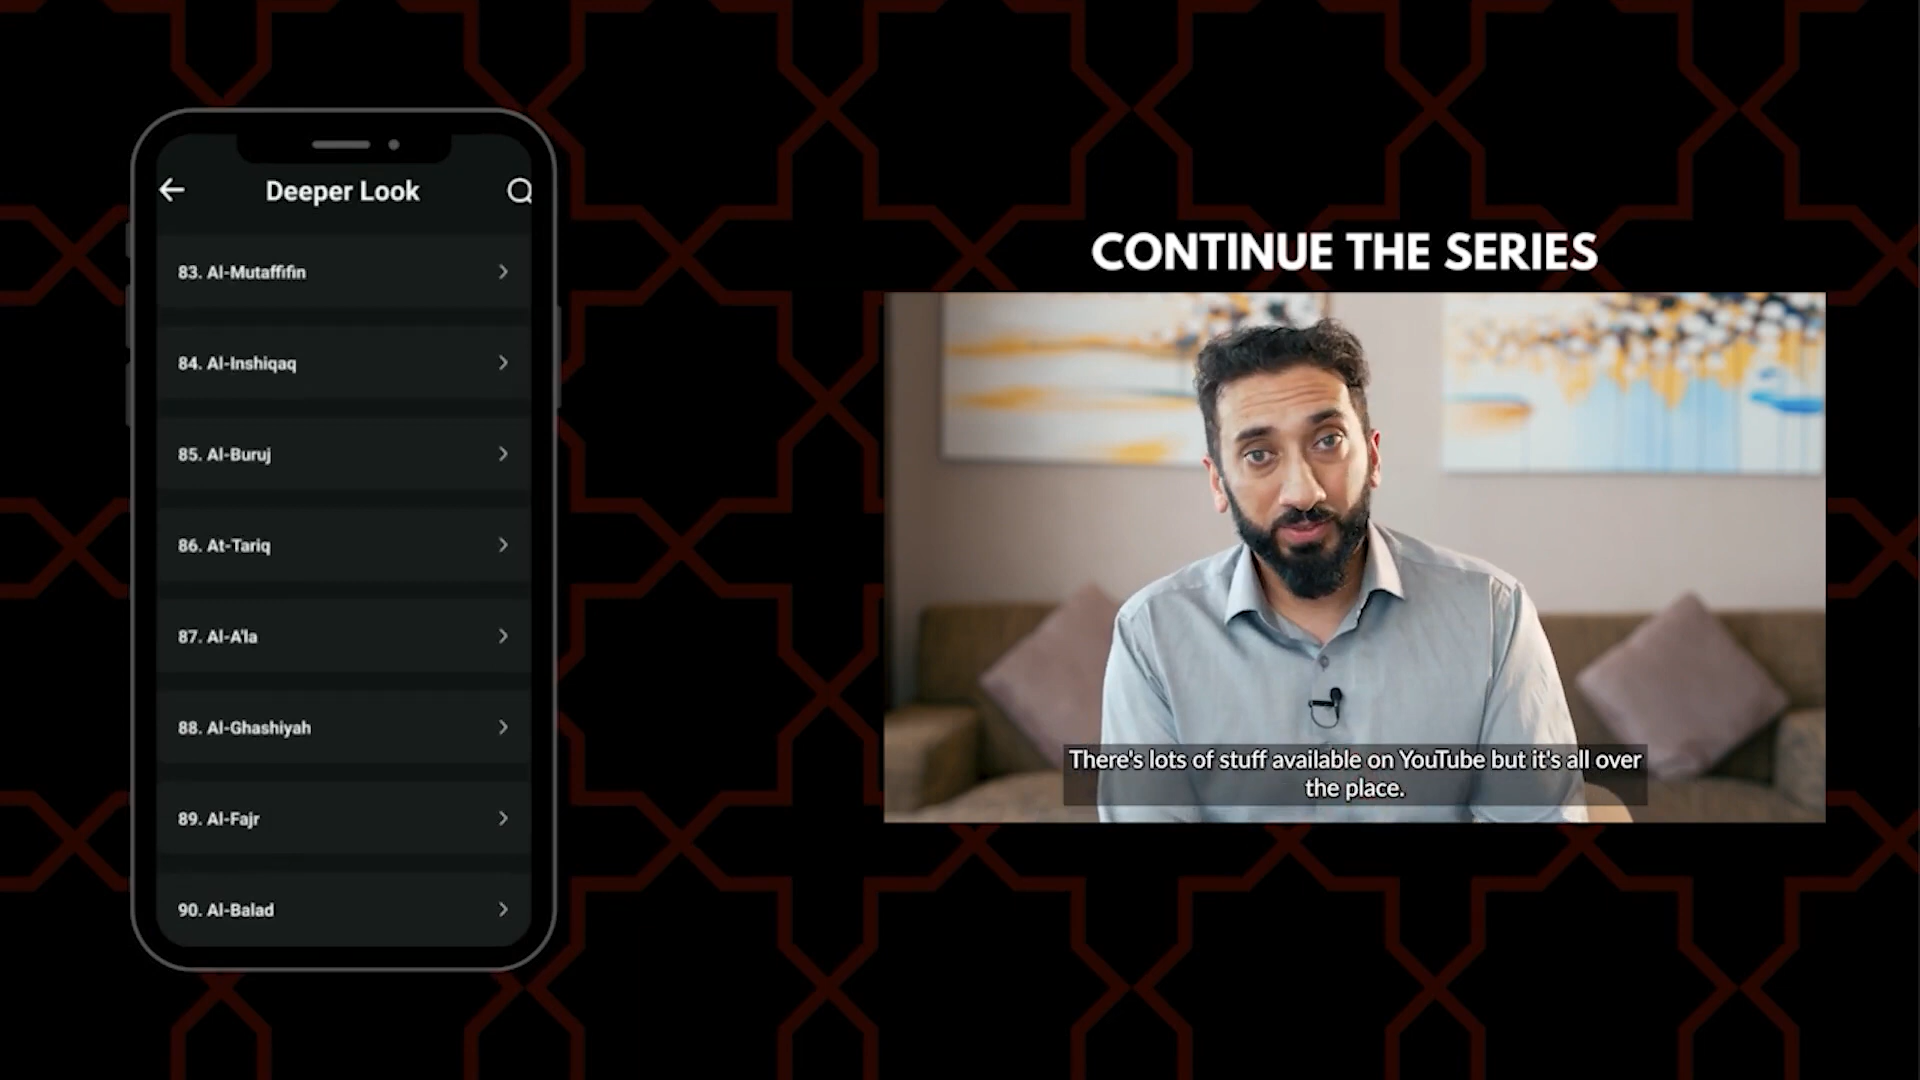 Deeper Look
83. Al-Mutaffifin
84. Al-Inshiqaq
85. Al-Buruj
86. At-Tariq
87. Al-A'la
88. Al-Ghashiyah
89. Al-Fajr
90. Al-Balad
CONTINUE THE SERIES
There's lots of stuff available on YouTube but it's all over
the place.